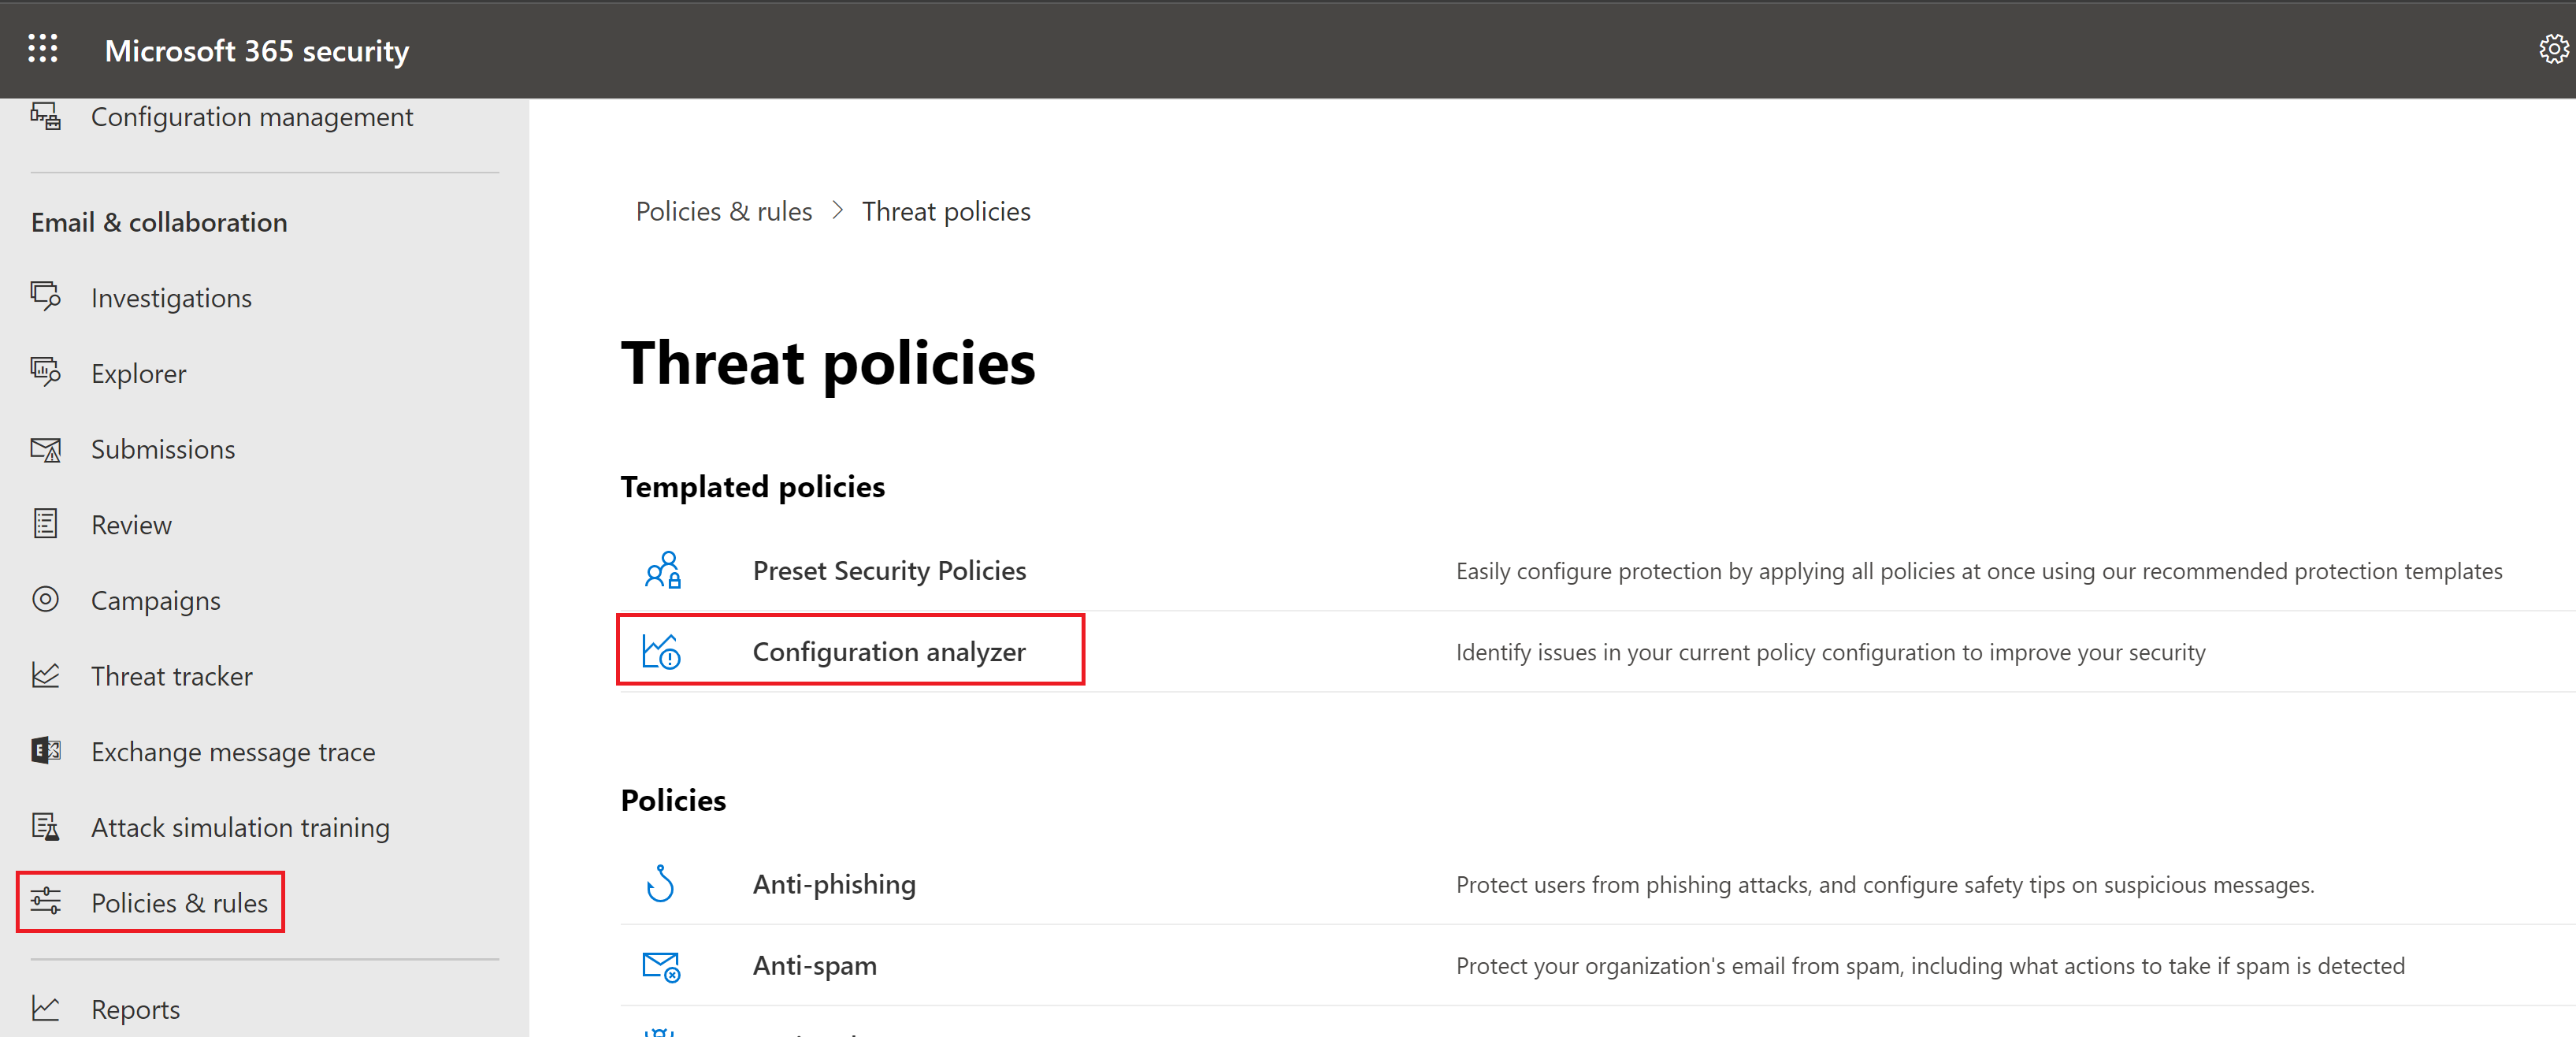 Microsoft 365 security
Configuration management
Email & collaboration
Investigations
Explorer
Submissions
Review
Campaigns
Threat tracker
Exchange message trace
Attack simulation training
Policies & rules
Reports
Policies & rules > Threat policies
Threat policies
Templated policies
Preset Security Policies Easily configure protection by applying all policies at once using our recommended protection templates
Configuration analyzer Identify issues in your current policy configuration to improve your security
Policies
Anti-phishing Protect users from phishing attacks, and configure safety tips on suspicious messages.
Anti-spam Protect your organization's email from spam, including what actions to take if spam is detected